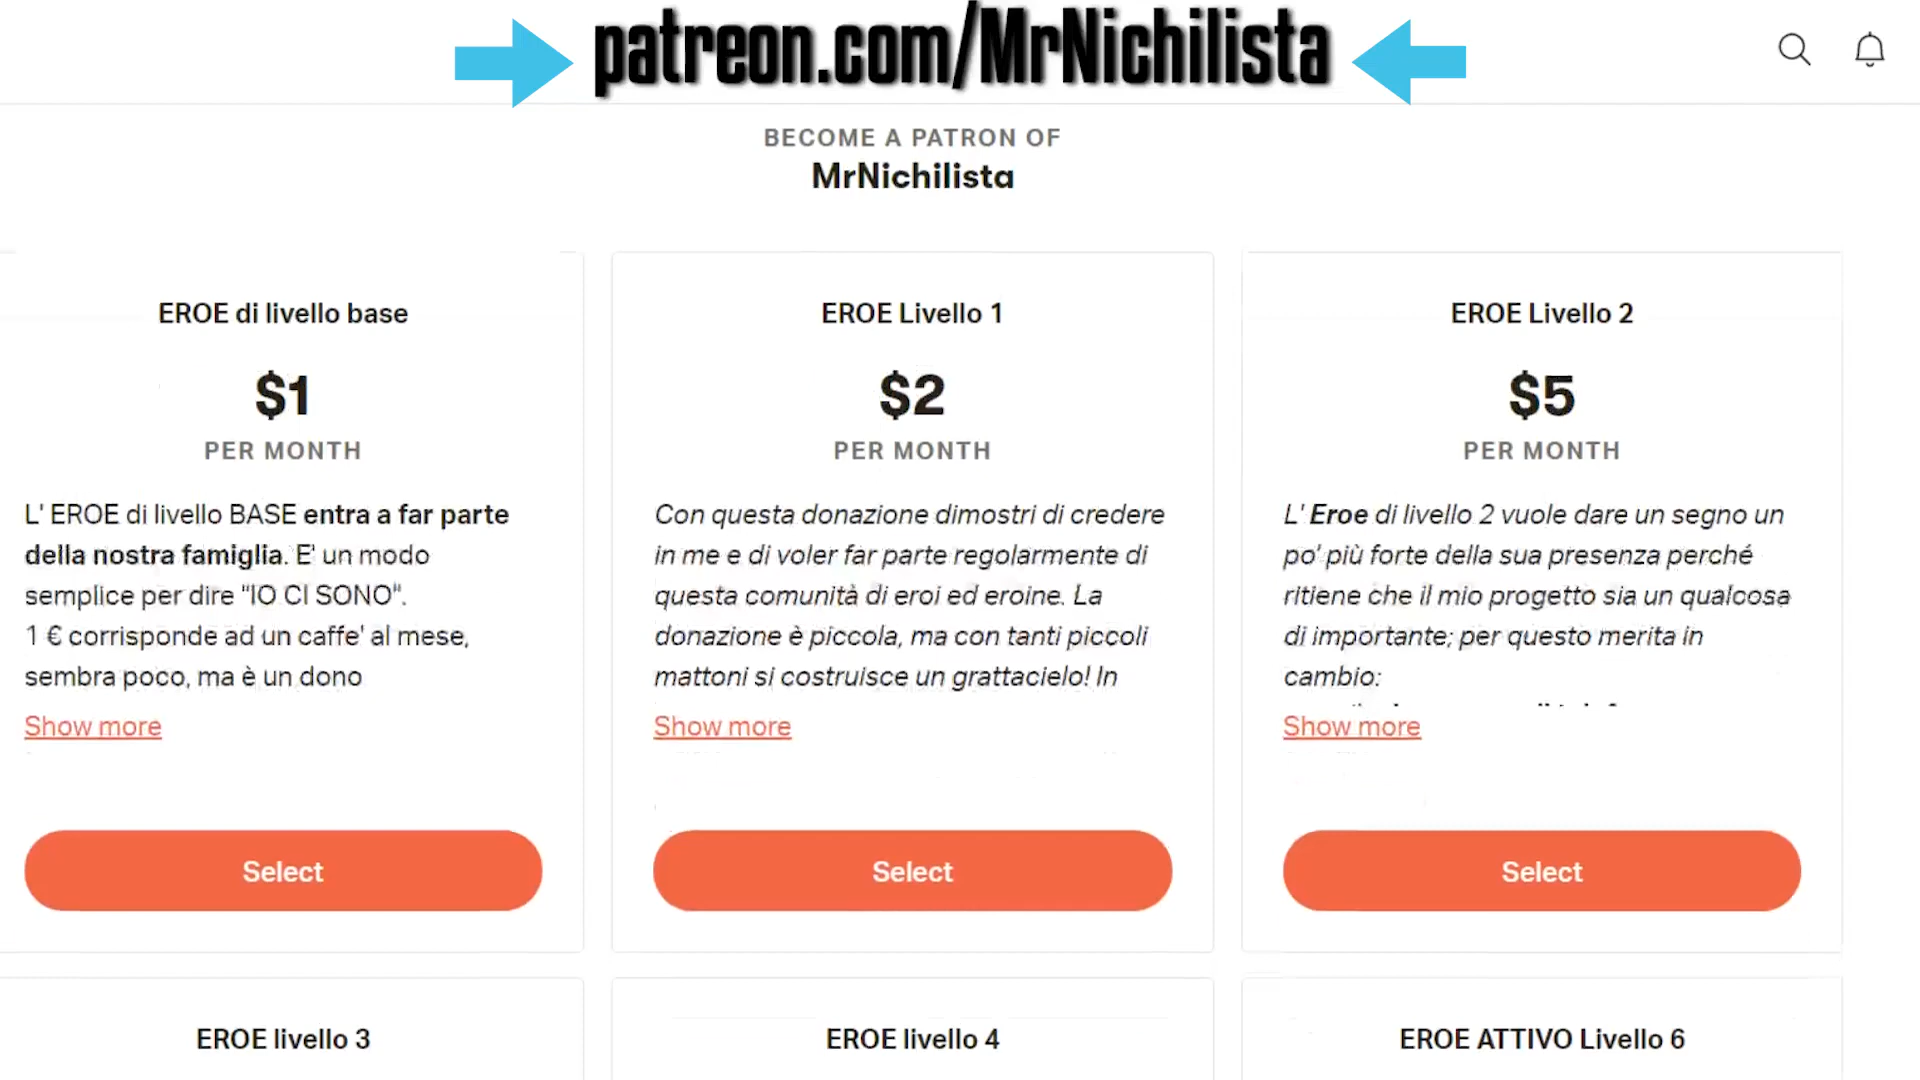 patreon.com/MrNichilista
BECOME A PATRON OF
MrNichilista
EROE di livello base
$1
PER MONTH
L' EROE di livello BASE entra a far parte
della nostra famiglia. E' un modo
semplice per dire "IO CI SONO".
1 € corrisponde ad un caffe' al mese,
sembra poco, ma è un dono
Show more
Select
EROE Livello 1
$2
PER MONTH
Con questa donazione dimostri di credere
in me e di voler far parte regolarmente di
questa comunità di eroi ed eroine. La
donazione è piccola, ma con tanti piccoli
mattoni si costruisce un grattacielo! In
Show more
Select
EROE Livello 2
$5
PER MONTH
L' Eroe di livello 2 vuole dare un segno un
po' più forte della sua presenza perché
ritiene che il mio progetto sia un qualcosa
di importante; per questo merita in
cambio:
Show more
Select
EROE livello 3
EROE livello 4
EROE ATTIVO Livello 6